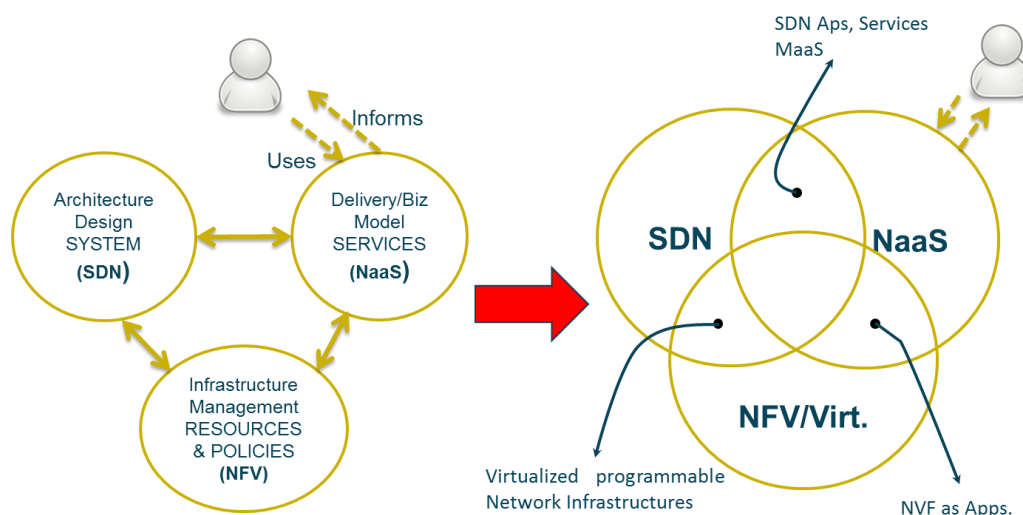 Informs
Uses
Architecture
Design
SYSTEM
(SDN)
Delivery/Biz
Model
SERVICES
(NaaS)
Infrastructure
Management
RESOURCES
& POLICIES
(NFV)
SDN Aps, Services
MaaS
SDN
NaaS
NFV/Virt.
Virtualized programmable
Network Infrastructures
NVF as Apps.